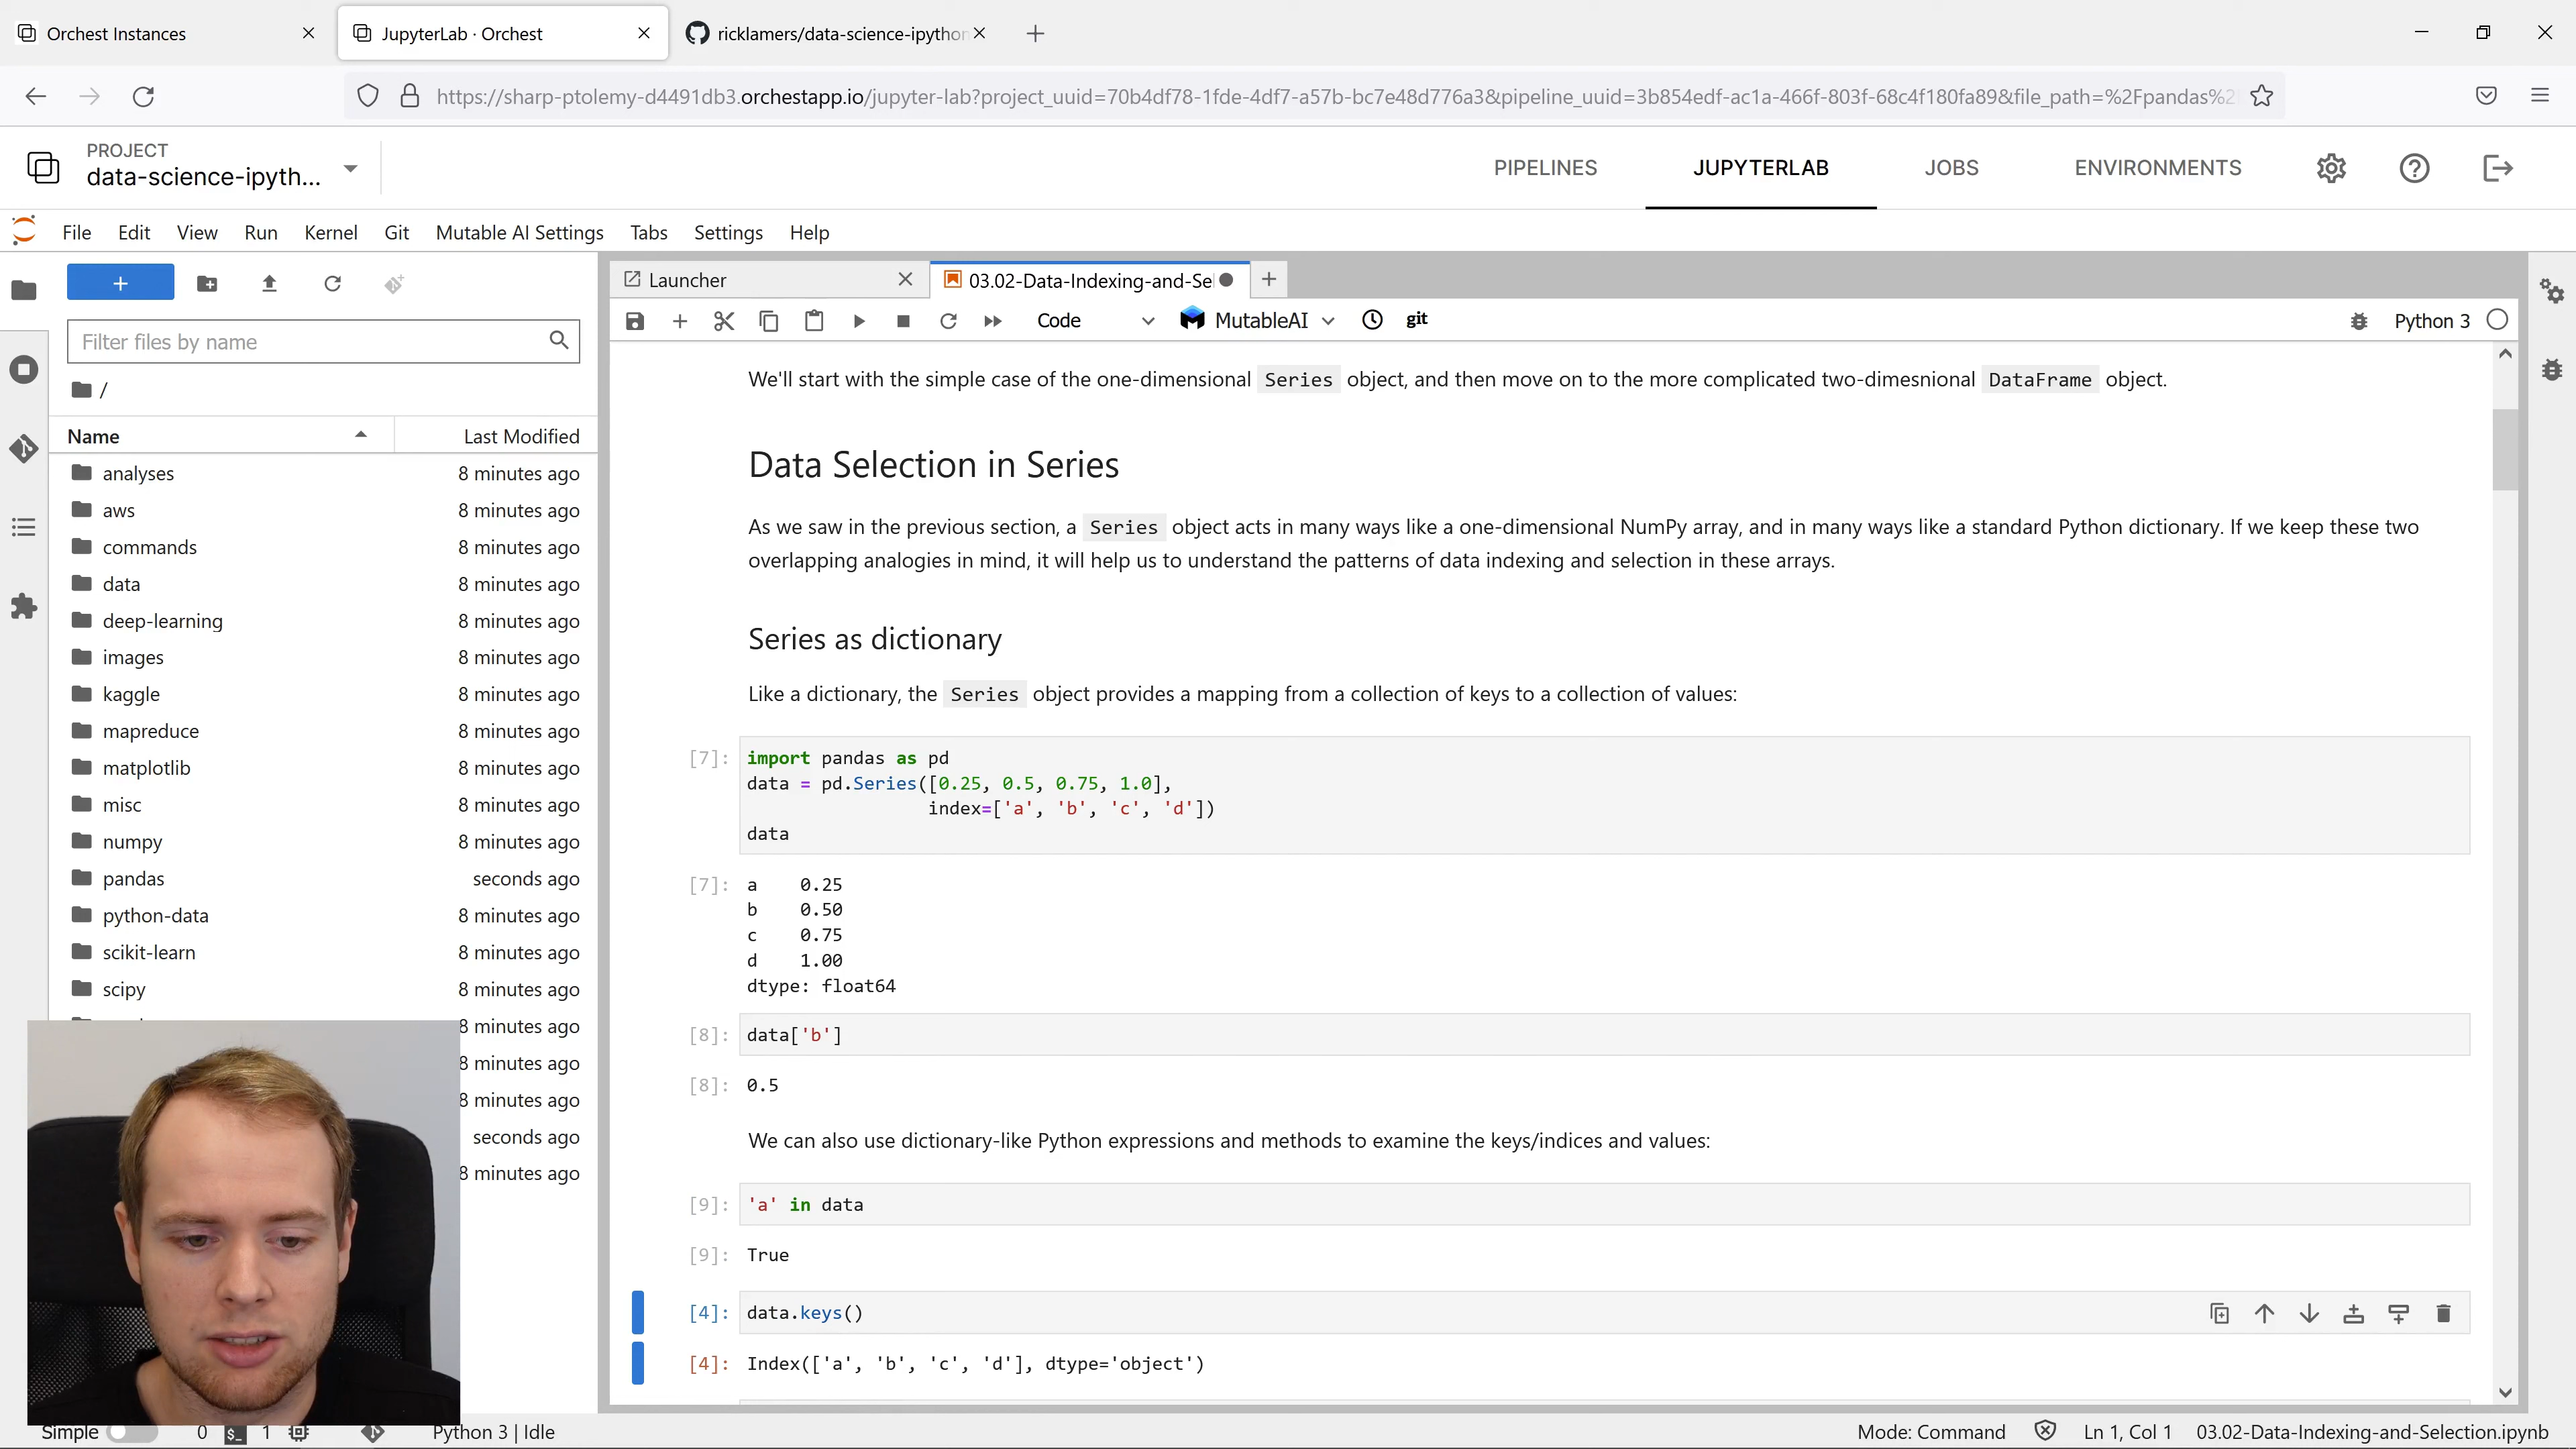 Orchest Instances
JupyterLab · Orchest
ricklamers/data-science-ipython
https://sharp-ptolemy-d4491db3.orchestapp.io/jupyter-lab?project_uuid=70b4df78-1fde-4df7-a57b-bc7e48d776a3&pipeline_uuid=3b854edf-ac1a-466f-803f-68c4f180fa89&file_path=%2Fpandas%2
PROJECT
data-science-ipyth...
PIPELINES JUPYTERLAB JOBS ENVIRONMENTS
File Edit View Run Kernel Git Mutable AI Settings Tabs Settings Help
+
Filter files by name
/
Name Last Modified
analyses 8 minutes ago
aws 8 minutes ago
commands 8 minutes ago
data 8 minutes ago
deep-learning 8 minutes ago
images 8 minutes ago
kaggle 8 minutes ago
mapreduce 8 minutes ago
matplotlib 8 minutes ago
misc 8 minutes ago
numpy 8 minutes ago
pandas seconds ago
python-data 8 minutes ago
scikit-learn 8 minutes ago
scipy 8 minutes ago
8 minutes ago
8 minutes ago
8 minutes ago
seconds ago
8 minutes ago
Launcher
03.02-Data-Indexing-and-Se
Code MutableAI git Python 3
We'll start with the simple case of the one-dimensional Series object, and then move on to the more complicated two-dimesnional DataFrame object.
Data Selection in Series
As we saw in the previous section, a Series object acts in many ways like a one-dimensional NumPy array, and in many ways like a standard Python dictionary. If we keep these two
overlapping analogies in mind, it will help us to understand the patterns of data indexing and selection in these arrays.
Series as dictionary
Like a dictionary, the Series object provides a mapping from a collection of keys to a collection of values:
[7]: import pandas as pd
data = pd.Series([0.25, 0.5, 0.75, 1.0],
index=['a', 'b', 'c', 'd'])
data
[7]: a 0.25
b 0.50
c 0.75
d 1.00
dtype: float64
[8]: data['b']
[8]: 0.5
We can also use dictionary-like Python expressions and methods to examine the keys/indices and values:
[9]: 'a' in data
[9]: True
[4]: data.keys()
[4]: Index(['a', 'b', 'c', 'd'], dtype='object')
Simple 0 $_ 1 Python 3 | Idle
Mode: Command Ln 1, Col 1 03.02-Data-Indexing-and-Selection.ipynb